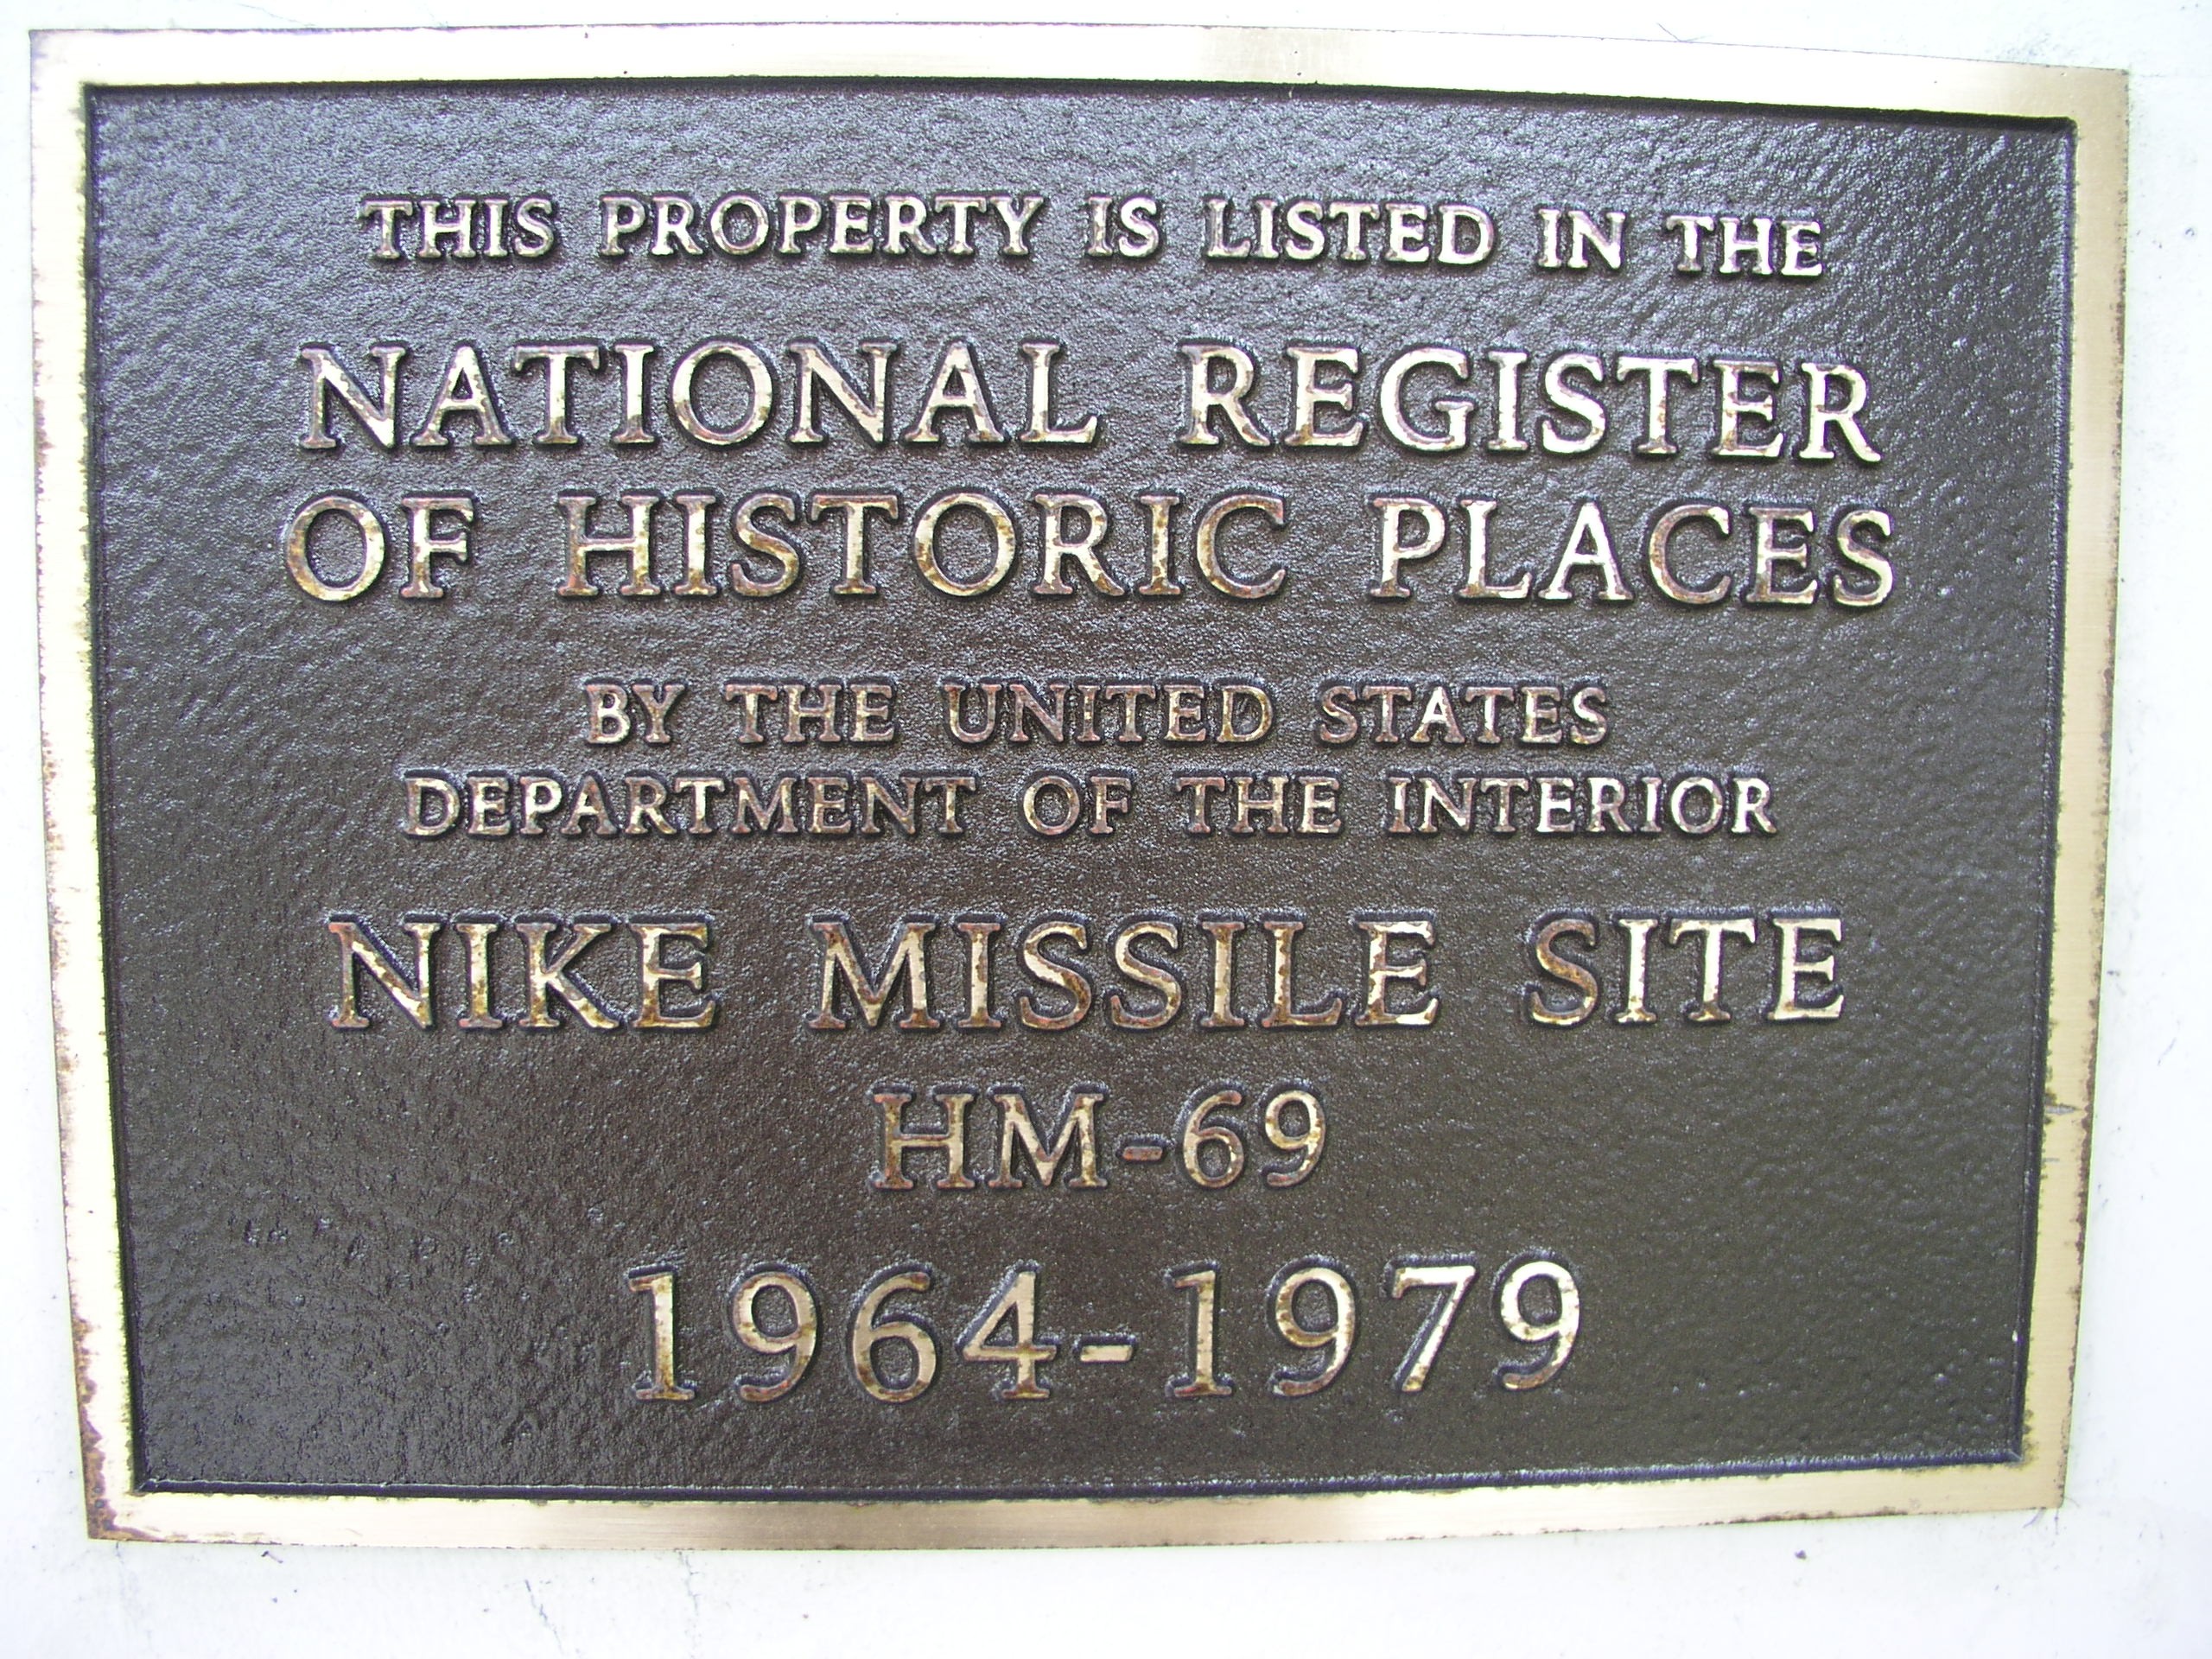 THIS PROPERTY IS LISTED IN THE
NATIONAL REGISTER
OF HISTORIC PLACES
BY THE UNITED STATES
DEPARTMENT OF THE INTERIOR
NIKE MISSILE SITE
HM-69
1964-1979